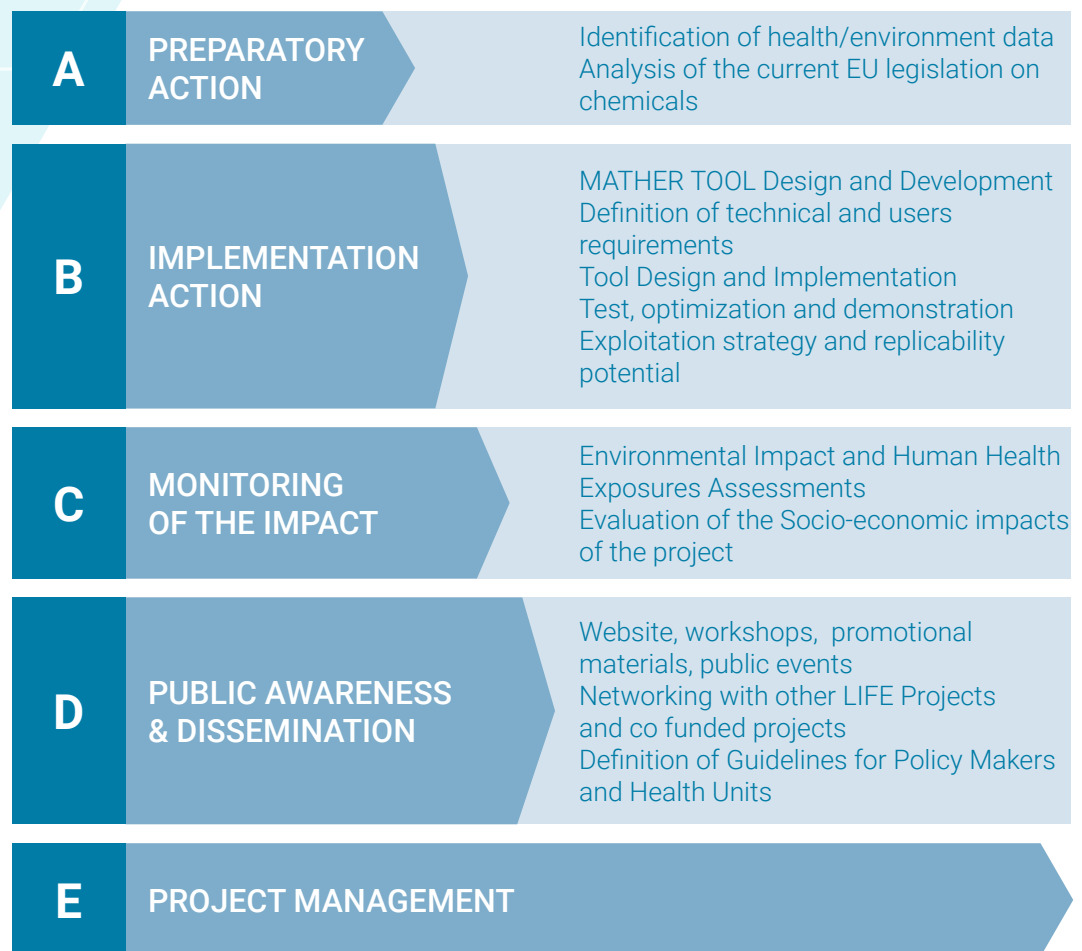 A
PREPARATORY
ACTION
Identification of health/environment data
Analysis of the current EU legislation on
chemicals
B
IMPLEMENTATION
ACTION
MATHER TOOL Design and Development
Definition of technical and users
requirements
Tool Design and Implementation
Test, optimization and demonstration
Exploitation strategy and replicability
potential
C
MONITORING
OF THE IMPACT
Environmental Impact and Human Health
Exposures Assessments
Evaluation of the Socio-economic impacts
of the project
D
PUBLIC AWARENESS
& DISSEMINATION
Website, workshops, promotional
materials, public events
Networking with other LIFE Projects
and co funded projects
Definition of Guidelines for Policy Makers
and Health Units
E
PROJECT MANAGEMENT